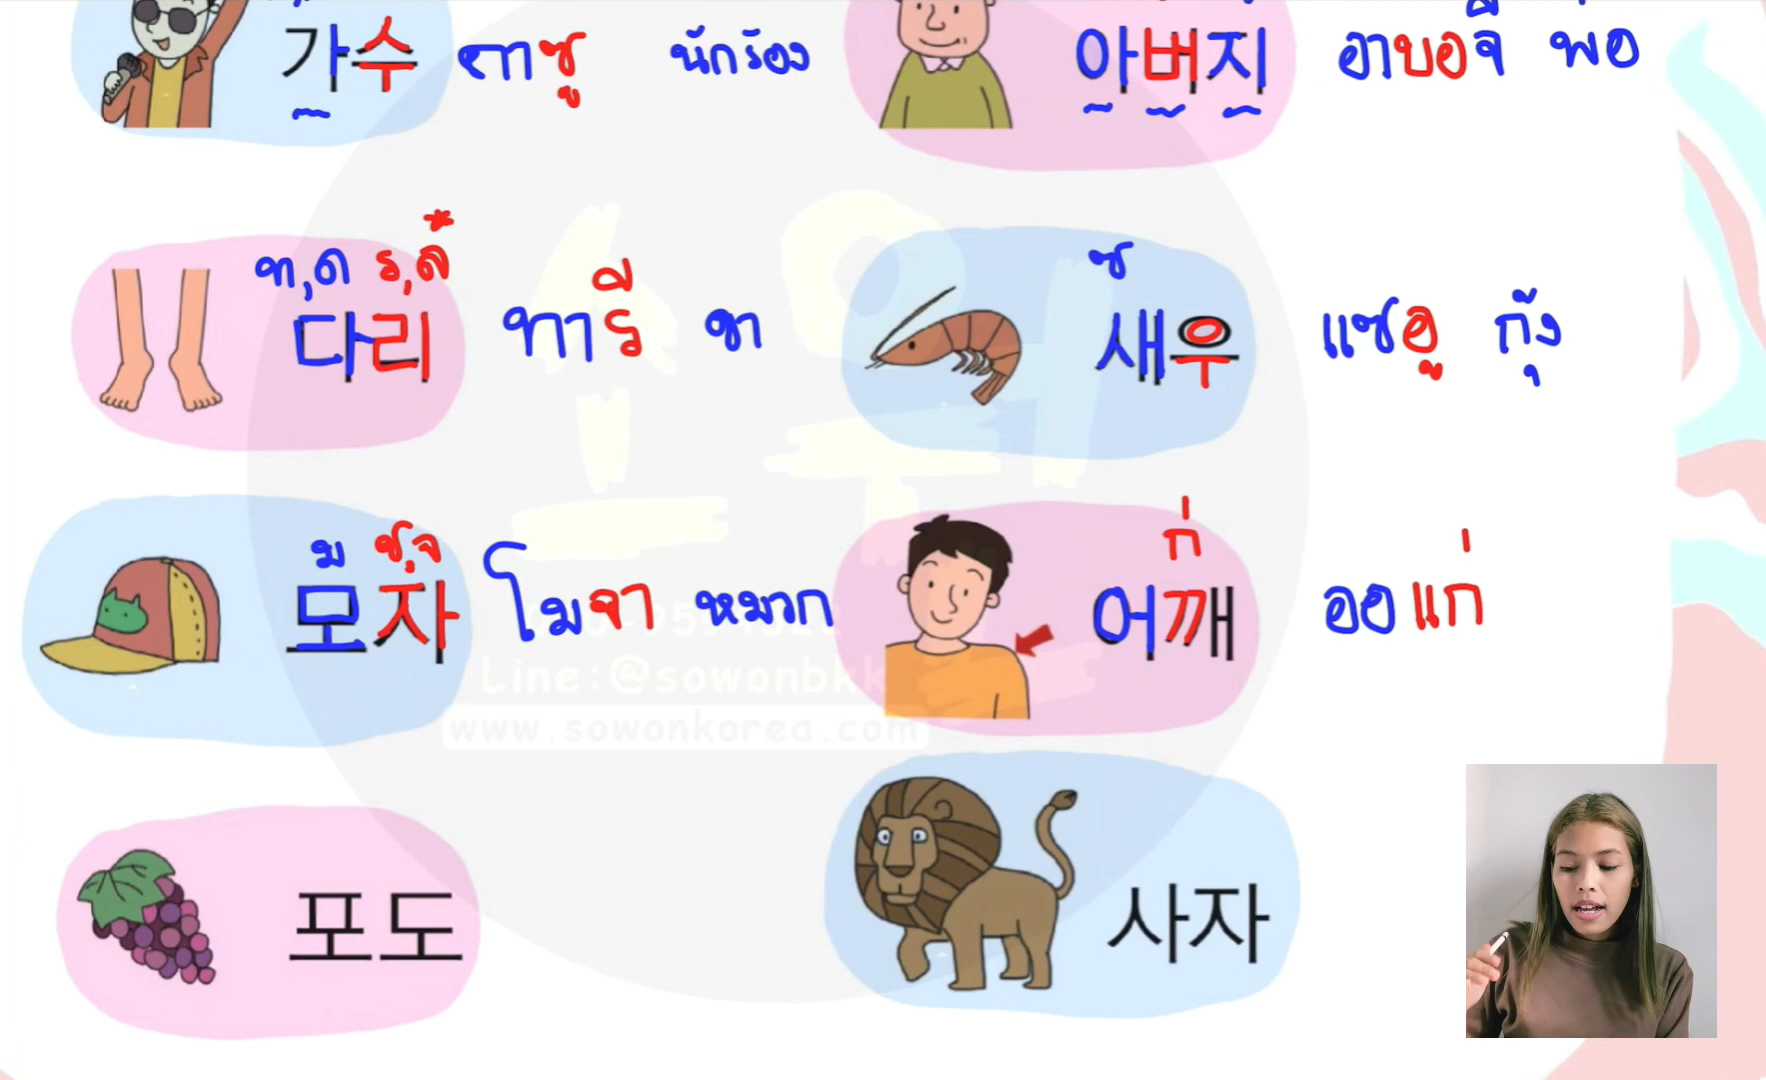 가수 คาซู นักร้อง
아버지 อาบอจี พ่อ
ท,ด ร,ล
다리 ทารี ขา
ซ
새우 แซอู กุ้ง
ม ช,จ
모자 โมจา หมวก
ก่
어깨 ออแก่
Line:@sowonbkk
www.sowonkorea.com
포도
사자